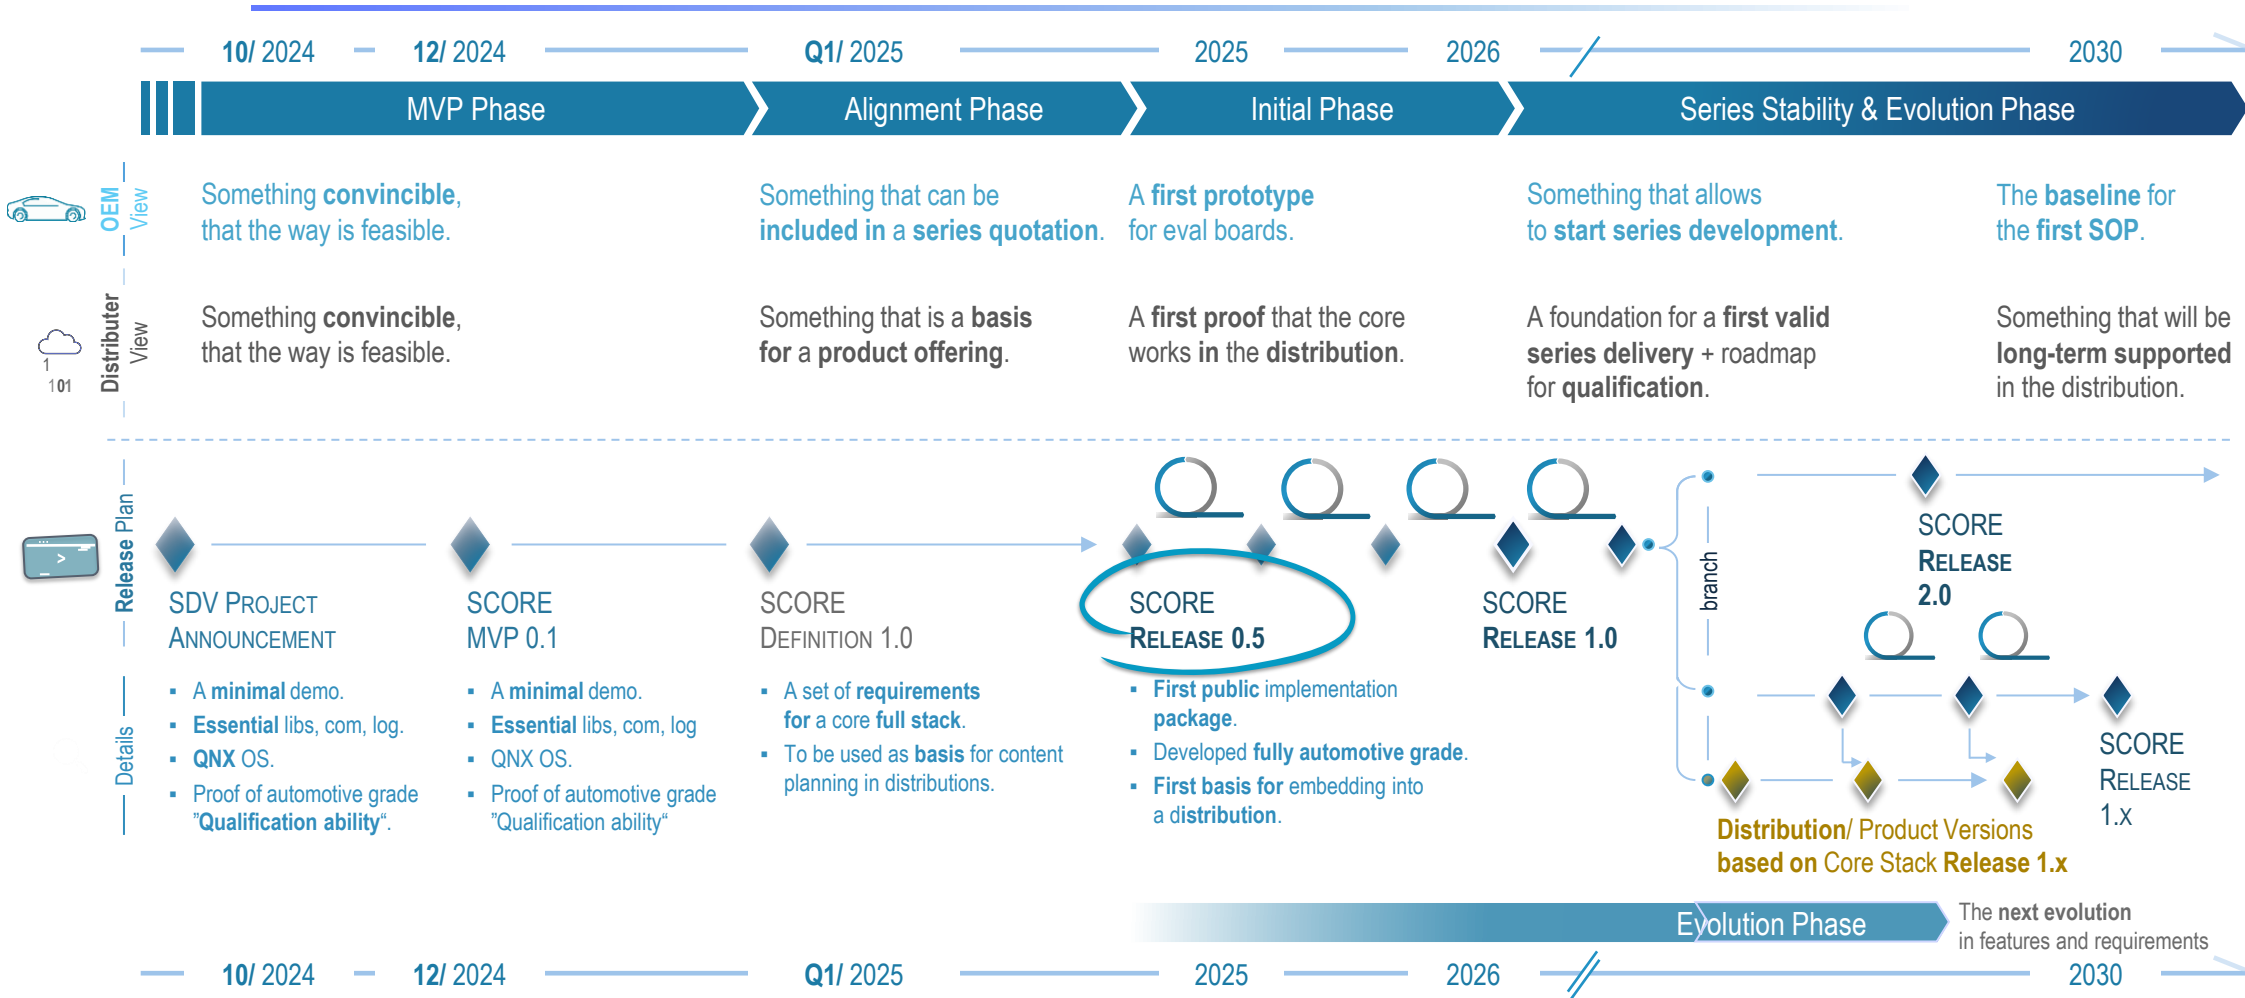 10/ 2024
12/ 2024
Q1/ 2025
2025
2026
2030
MVP Phase
Alignment Phase
Initial Phase
Series Stability & Evolution Phase
OEM
View
Something convincible,
that the way is feasible.
Something that can be
included in a series quotation.
A first prototype
for eval boards.
Something that allows
to start series development.
The baseline for
the first SOP.
1
101
Distributer
View
Something convincible,
that the way is feasible.
Something that is a basis
for a product offering.
A first proof that the core
works in the distribution.
A foundation for a first valid
series delivery + roadmap
for qualification.
Something that will be
long-term supported
in the distribution.
>_
Release Plan
SDV PROJECT
ANNOUNCEMENT
SCORE
MVP 0.1
SCORE
DEFINITION 1.0
SCORE
RELEASE 0.5
SCORE
RELEASE 1.0
branch
SCORE
RELEASE
2.0
Details
▪ A minimal demo.
▪ Essential libs, com, log.
▪ QNX OS.
▪ Proof of automotive grade
”Qualification ability“.
▪ A minimal demo.
▪ Essential libs, com, log
▪ QNX OS.
▪ Proof of automotive grade
”Qualification ability“
▪ A set of requirements
for a core full stack.
▪ To be used as basis for content
planning in distributions.
▪ First public implementation
package.
▪ Developed fully automotive grade.
▪ First basis for embedding into
a distribution.
SCORE
RELEASE
1.x
Distribution/ Product Versions
based on Core Stack Release 1.x
Evolution Phase
The next evolution
in features and requirements
10/ 2024
12/ 2024
Q1/ 2025
2025
2026
2030